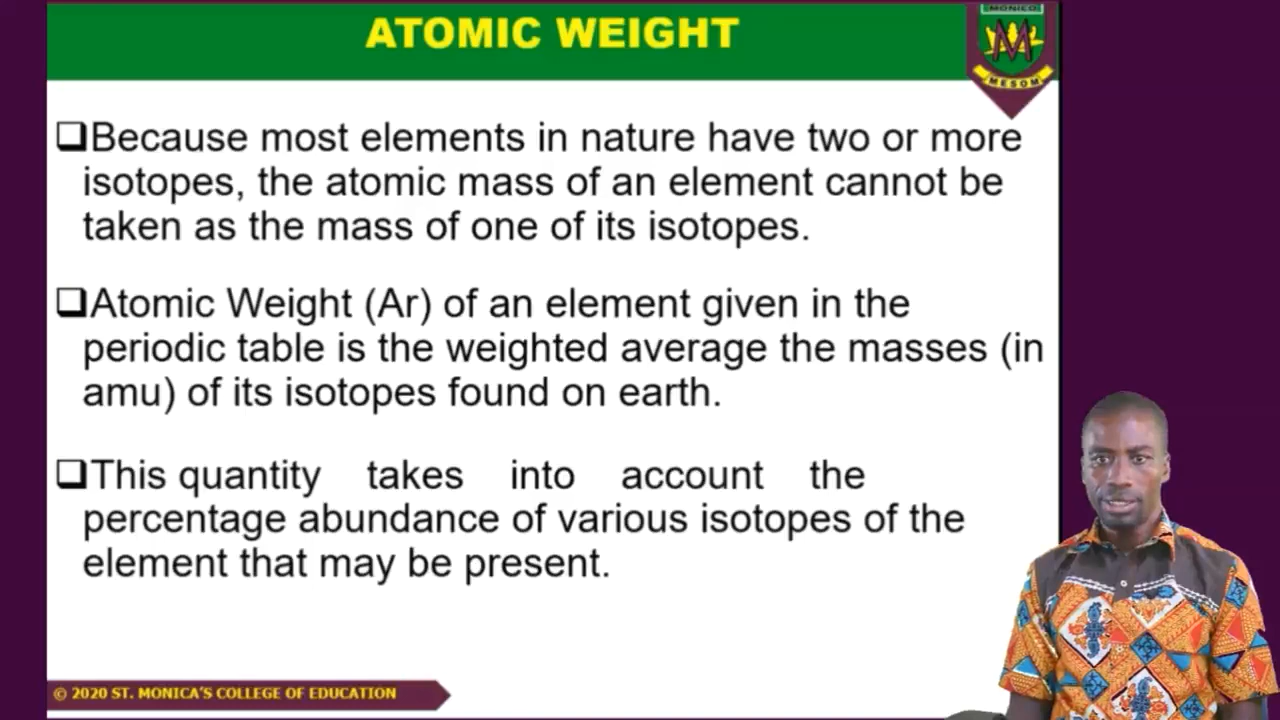 ATOMIC WEIGHT
MONICO
M
MESOM
❑Because most elements in nature have two or more
isotopes, the atomic mass of an element cannot be
taken as the mass of one of its isotopes.
❑Atomic Weight (Ar) of an element given in the
periodic table is the weighted average the masses (in
amu) of its isotopes found on earth.
❑This quantity takes into account the
percentage abundance of various isotopes of the
element that may be present.
© 2020 ST. MONICA'S COLLEGE OF EDUCATION